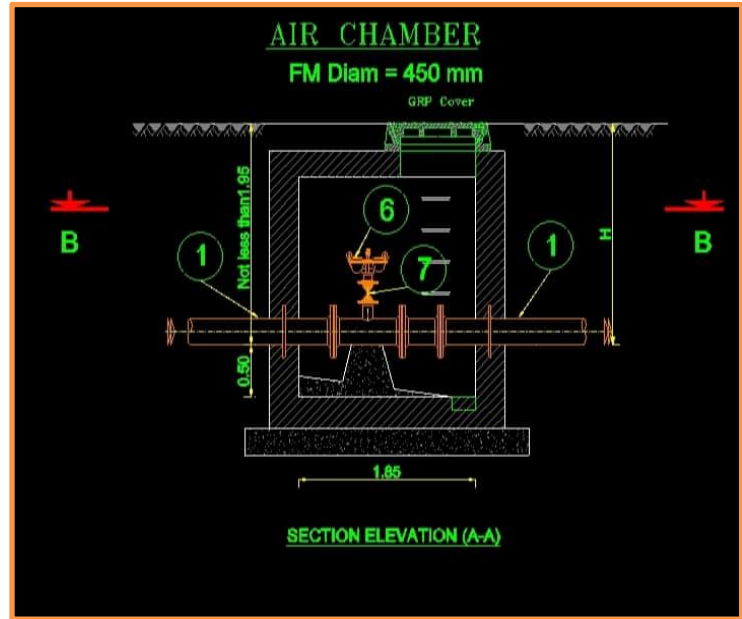 AIR CHAMBER
FM Diam = 450 mm
GRP Cover
Not less than1.95
H
B
B
6
1
7
1
0.50
1.85
SECTION ELEVATION (A-A)